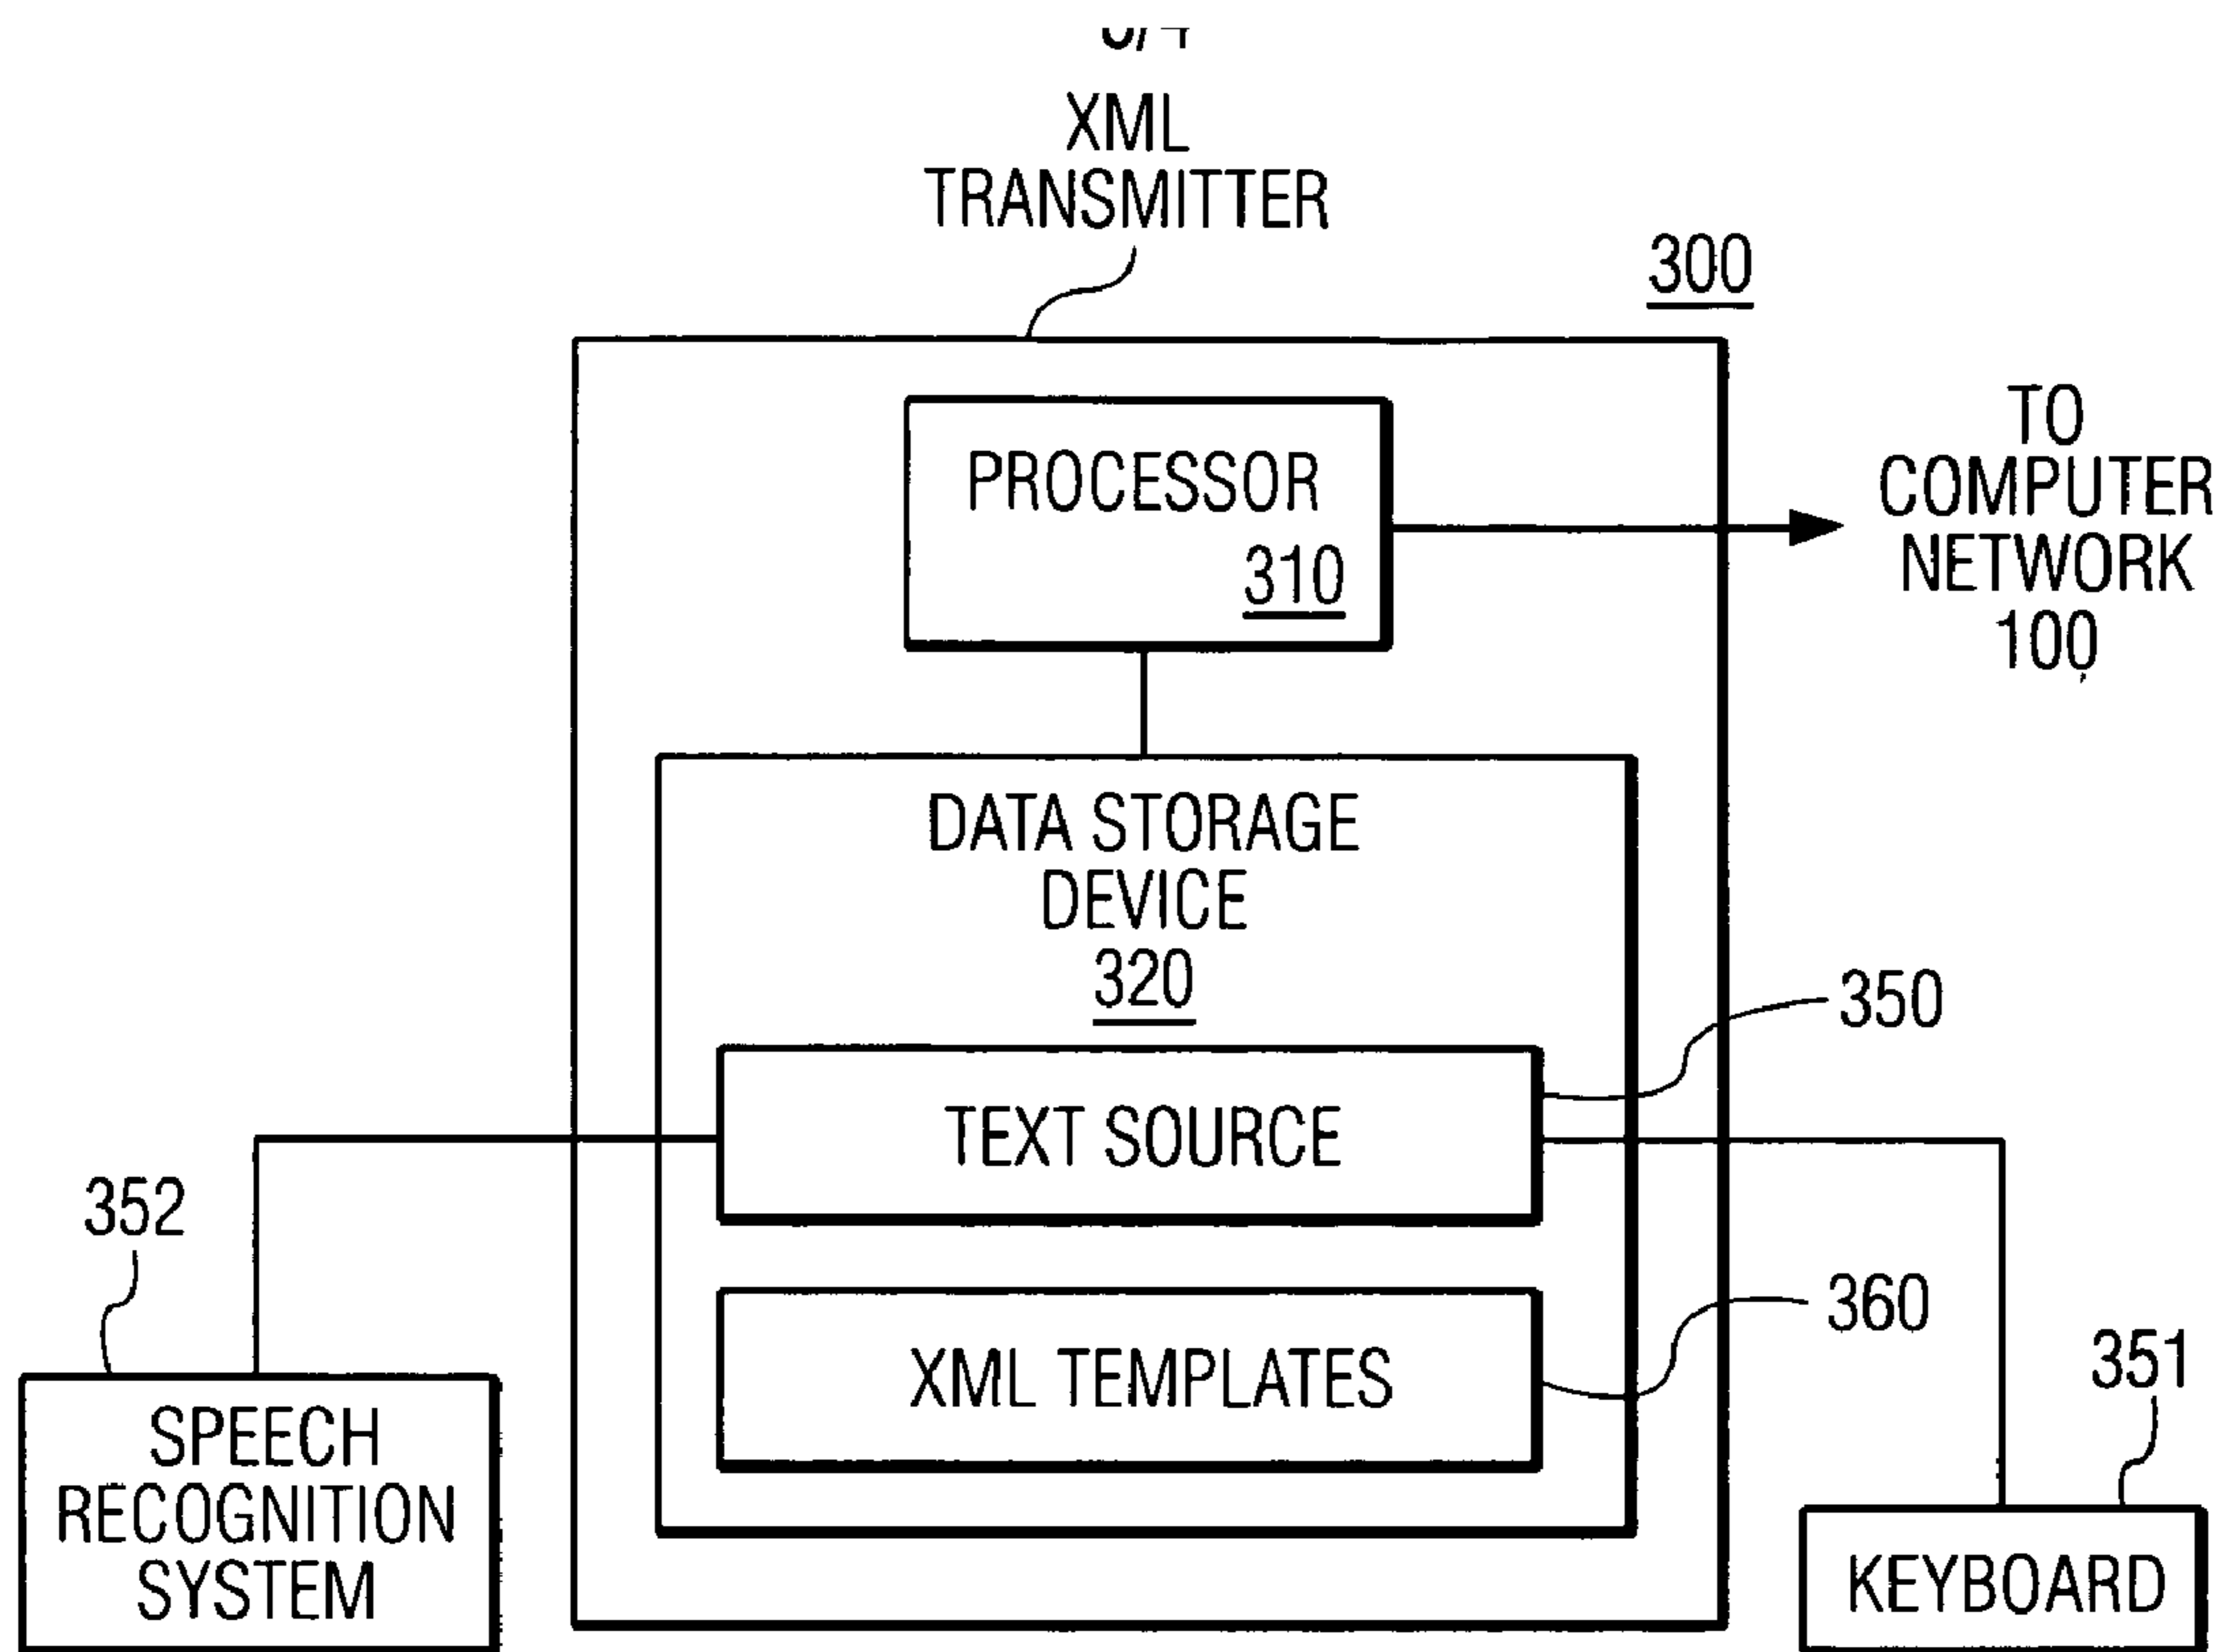 XML
TRANSMITTER
300
PROCESSOR
310
TO
COMPUTER
NETWORK
100
DATA STORAGE
DEVICE
320
350
TEXT SOURCE
352
360
XML TEMPLATES
351
SPEECH
RECOGNITION
SYSTEM
KEYBOARD